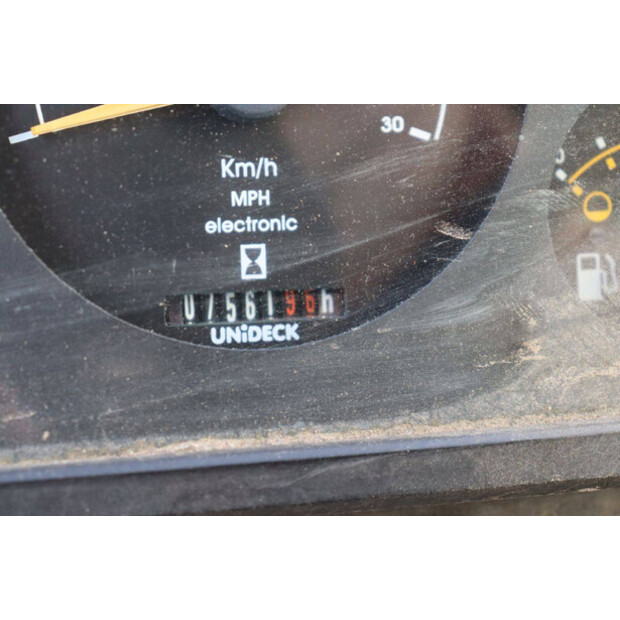 30
Km/h
MPH
electronic
0756196h
UNiDECK